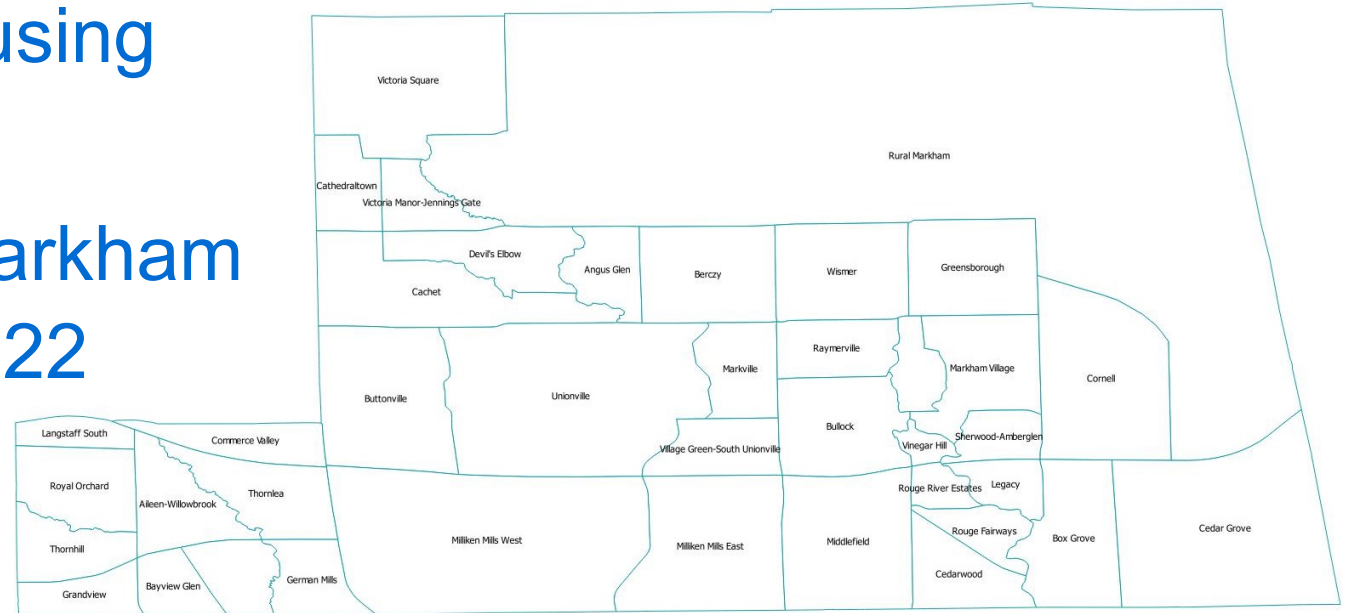 using
arkham
22
Victoria Square
Rural Markham
Cathedraltown
Victoria Manor-Jennings Gate
Devil's Elbow
Angus Glen
Berczy
Wismer
Greensborough
Cachet
Raymerville
Markville
Markham Village
Cornell
Buttonville
Unionville
Bullock
Langstaff South
Commerce Valley
Village Green-South Unionville
Vinegar Hill
Sherwood-Amberglen
Royal Orchard
Aileen-Willowbrook
Thornlea
Rouge River Estates
Legacy
Thornhill
Milliken Mills West
Milliken Mills East
Middlefield
Rouge Fairways
Box Grove
Cedar Grove
Grandview
Bayview Glen
German Mills
Cedarwood